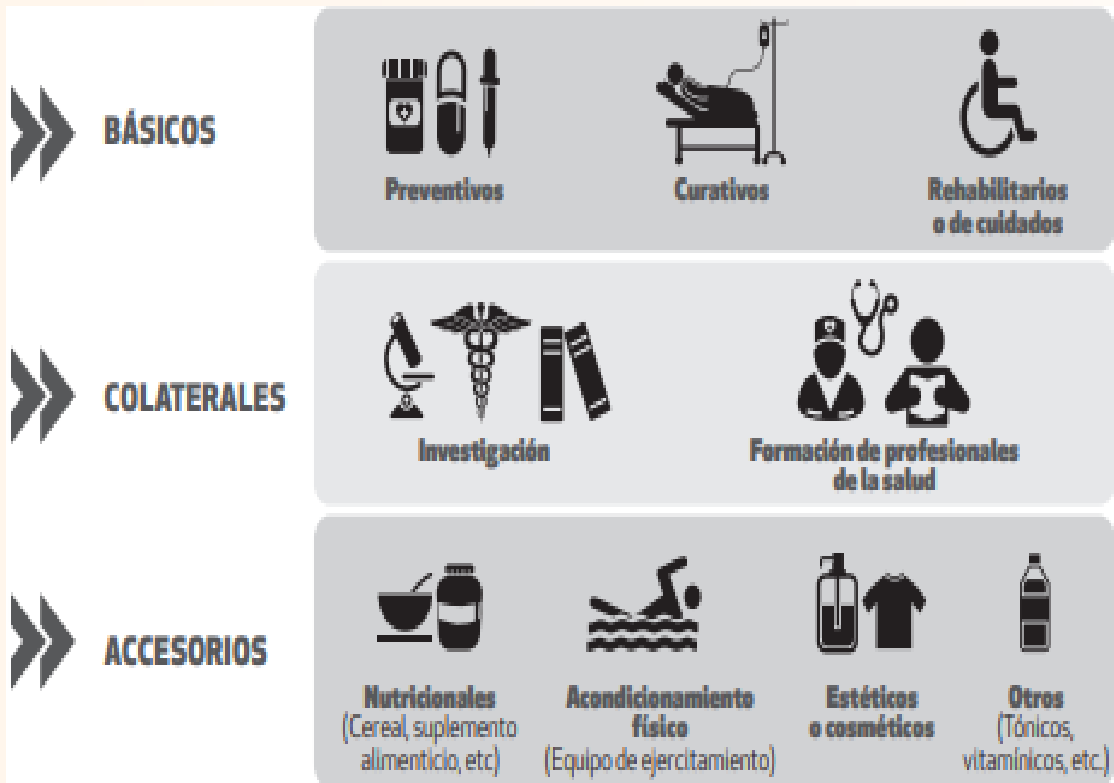 BÁSICOS
Preventivos
Curativos
Rehabilitarios
o de cuidados
COLATERALES
Investigación
Formación de profesionales
de la salud
ACCESORIOS
Nutricionales
(Cereal, suplemento
alimenticio, etc)
Acondicionamiento
físico
(Equipo de ejercitamiento)
Estéticos
o cosméticos
Otros
(Tónicos,
vitamínicos, etc.)